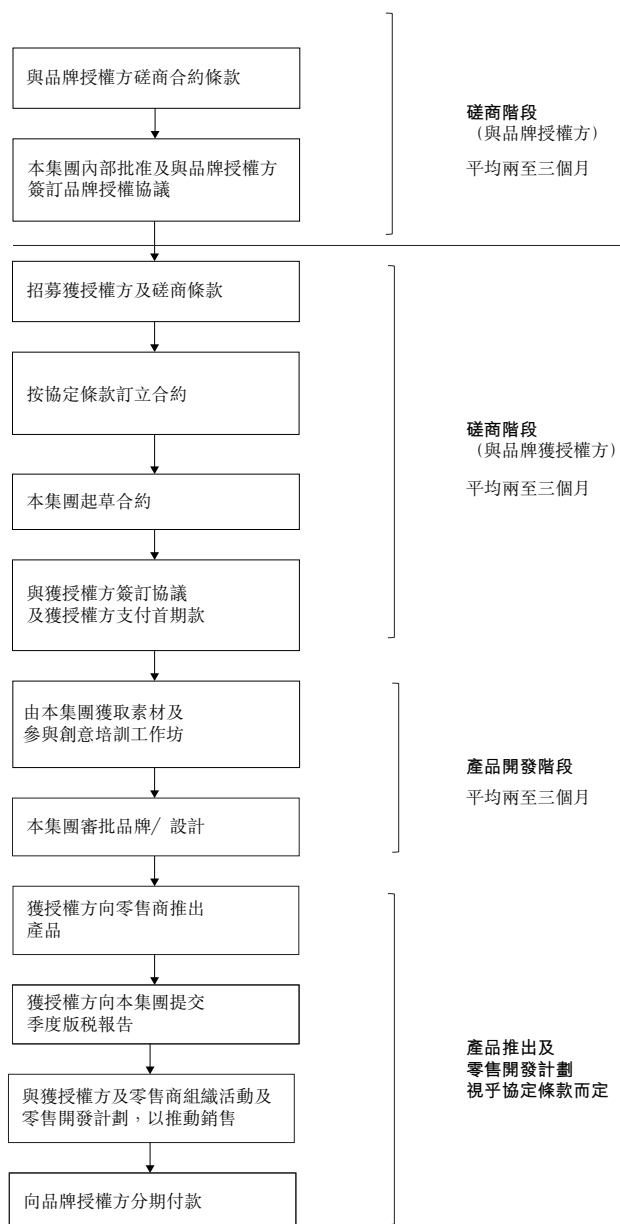 與品牌授權方磋商合約條款
本集團內部批准及與品牌授權方
簽訂品牌授權協議
磋商階段
（與品牌授權方）
平均兩至三個月
招募獲授權方及磋商條款
按協定條款訂立合約
本集團起草合約
與獲授權方簽訂協議
及獲授權方支付首期款
磋商階段
（與品牌獲授權方）
平均兩至三個月
由本集團獲取素材及
參與創意培訓工作坊
本集團審批品牌/ 設計
產品開發階段
平均兩至三個月
獲授權方向零售商推出
產品
獲授權方向本集團提交
季度版稅報告
與獲授權方及零售商組織活動及
零售開發計劃，以推動銷售
向品牌授權方分期付款
產品推出及
零售開發計劃
視乎協定條款而定